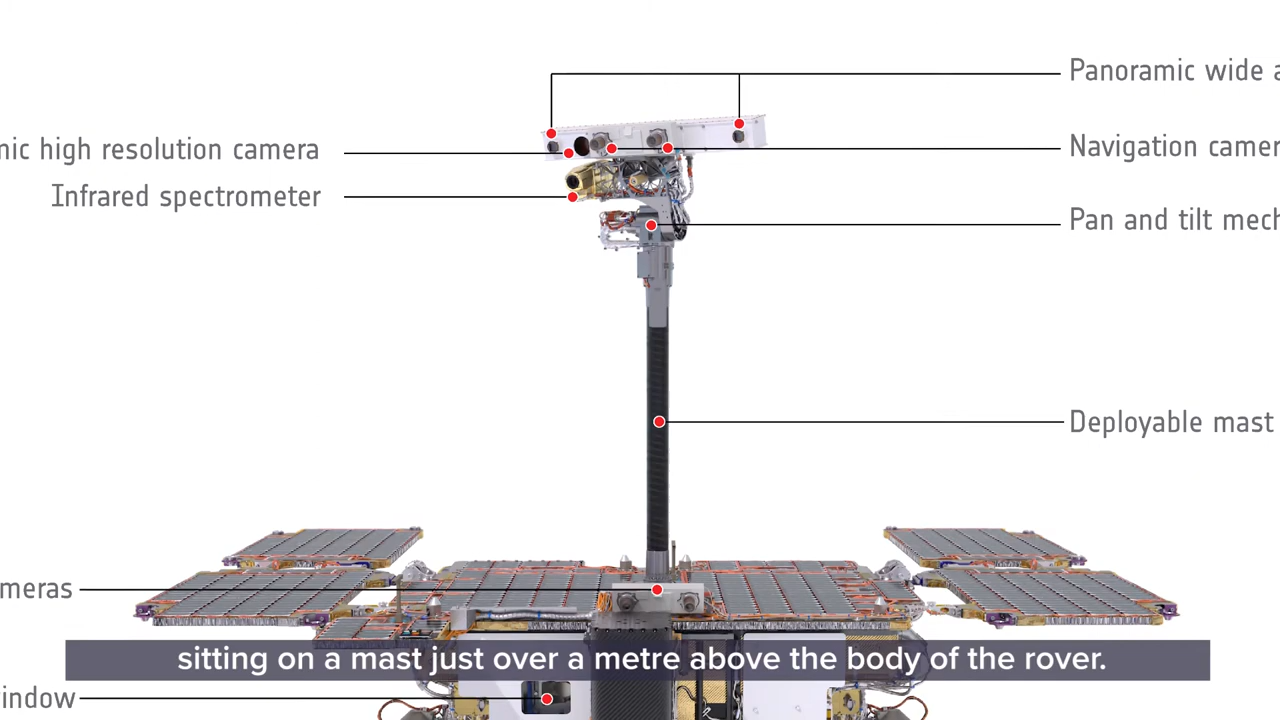 Panoramic wide a
mic high resolution camera
Navigation camer
Infrared spectrometer
Pan and tilt mech
Deployable mast
meras
sitting on a mast just over a metre above the body of the rover.
indow